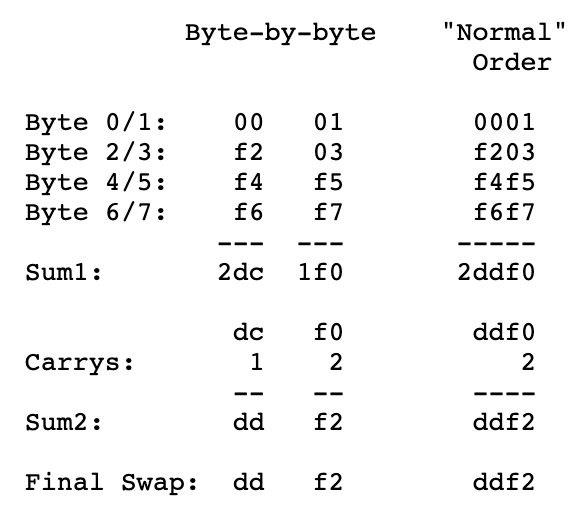 Byte-by-byte "Normal"
Order
Byte 0/1: 00 01 0001
Byte 2/3: f2 03 f203
Byte 4/5: f4 f5 f4f5
Byte 6/7: f6 f7 f6f7
--- --- -----
Sum1: 2dc 1f0 2ddf0
dc f0 ddf0
Carrys: 1 2 2
-- -- ----
Sum2: dd f2 ddf2
Final Swap: dd f2 ddf2